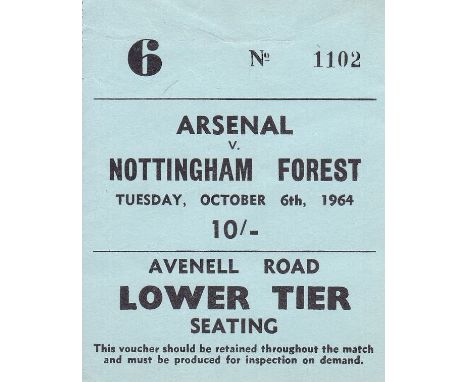 6 Nº 1102
ARSENAL
V.
NOTTINGHAM FOREST
TUESDAY, OCTOBER 6th, 1964
10/-
AVENELL ROAD
LOWER TIER
SEATING
This voucher should be retained throughout the match
and must be produced for inspection on demand.